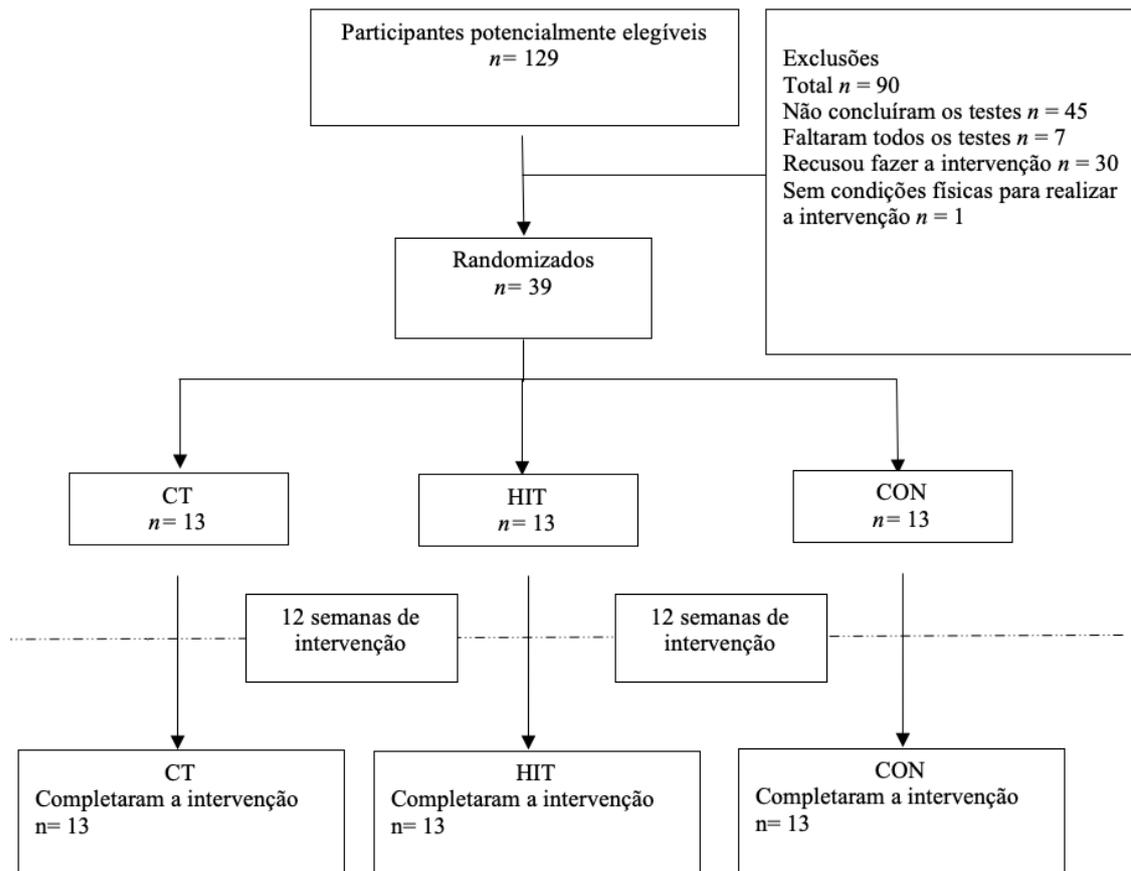 Participantes potencialmente elegíveis
n= 129
Exclusões
Total n = 90
Não concluíram os testes n = 45
Faltaram todos os testes n = 7
Recusou fazer a intervenção n = 30
Sem condições físicas para realizar
a intervenção n = 1
Randomizados
n= 39
CT
n= 13
HIT
n= 13
CON
n= 13
12 semanas de
intervenção
12 semanas de
intervenção
CT
Completaram a intervenção
n= 13
HIT
Completaram a intervenção
n= 13
CON
Completaram a intervenção
n= 13